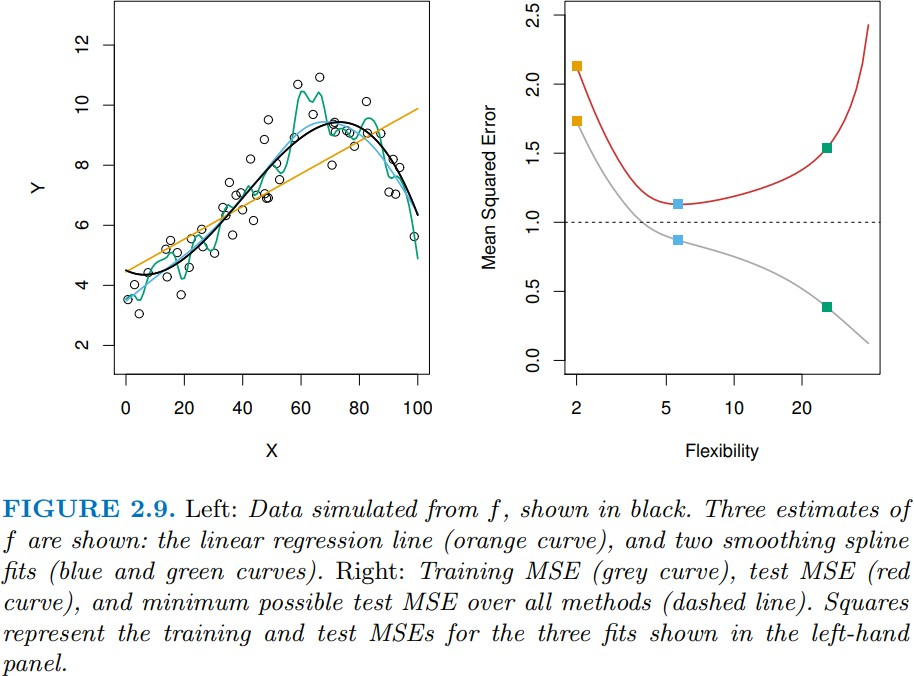 12
10
8
6
4
2
Y
0 20 40 60 80 100
X
2.5
2.0
1.5
1.0
0.5
0.0
Mean Squared Error
2 5 10 20
Flexibility
FIGURE 2.9. Left: Data simulated from f, shown in black. Three estimates of
f are shown: the linear regression line (orange curve), and two smoothing spline
fits (blue and green curves). Right: Training MSE (grey curve), test MSE (red
curve), and minimum possible test MSE over all methods (dashed line). Squares
represent the training and test MSEs for the three fits shown in the left-hand
panel.